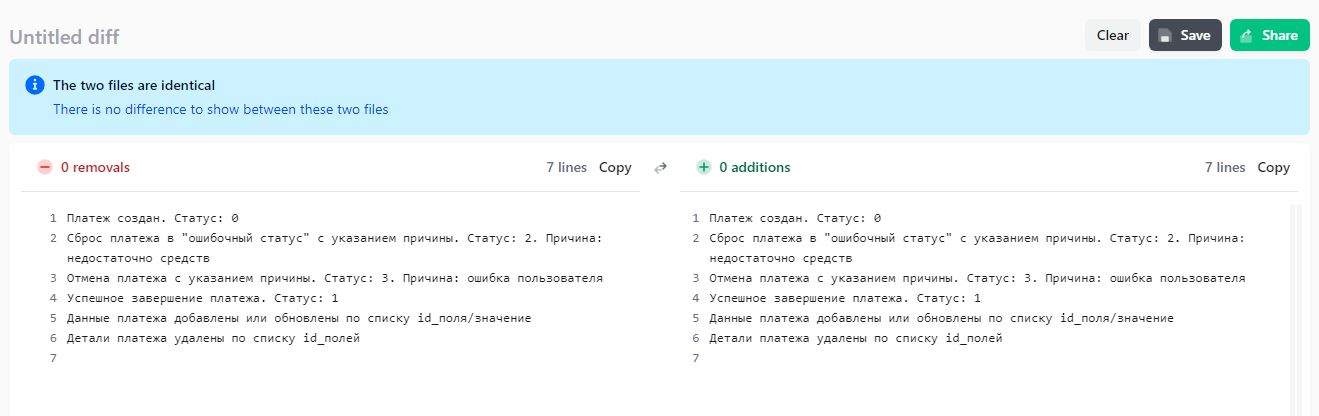 Untitled diff
Clear
Save
Share
The two files are identical
There is no difference to show between these two files
0 removals
7 lines
Copy
0 additions
7 lines
Copy
1 Платеж создан. Статус: 0
2 Сброс платежа в "ошибочный статус" с указанием причины. Статус: 2. Причина:
недостаточно средств
3 Отмена платежа с указанием причины. Статус: 3. Причина: ошибка пользователя
4 Успешное завершение платежа. Статус: 1
5 Данные платежа добавлены или обновлены по списку id_поля/значение
6 Детали платежа удалены по списку id_полей
7
1 Платеж создан. Статус: 0
2 Сброс платежа в "ошибочный статус" с указанием причины. Статус: 2. Причина:
недостаточно средств
3 Отмена платежа с указанием причины. Статус: 3. Причина: ошибка пользователя
4 Успешное завершение платежа. Статус: 1
5 Данные платежа добавлены или обновлены по списку id_поля/значение
6 Детали платежа удалены по списку id_полей
7